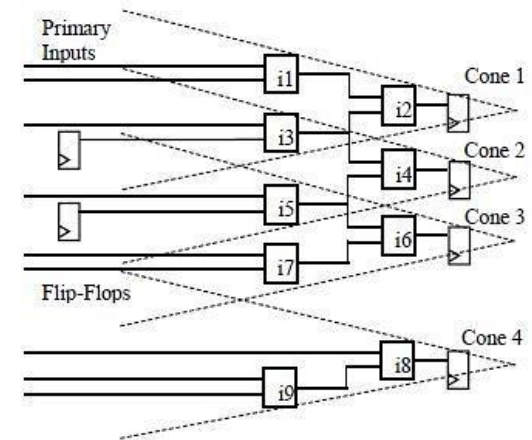 Primary
Inputs
Cone 1
i1
i2
i3
Cone 2
i4
i5
Cone 3
i6
i7
Flip-Flops
Cone 4
i8
i9